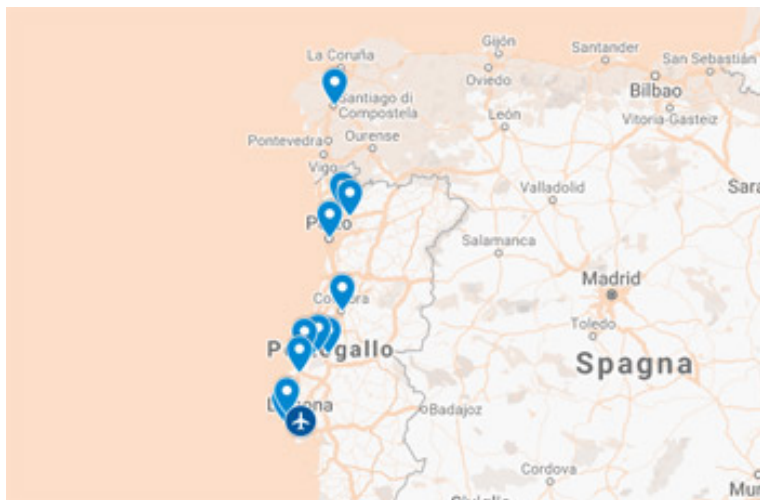 Gijón
La Coruña
Santander
San Sebastián
Oviedo
Bilbao
Santiago di
Compostela
Vitoria-Gasteiz
León
Pontevedra
Ourense
Vigo
Valladolid
Salamanca
Madrid
Toledo
Spagna
Badajoz
Cordova